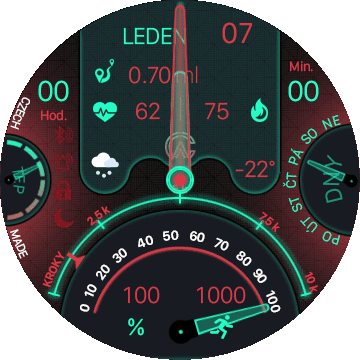 LEDEN 07
0.70 ml
00 Hod.
62 75
Min. 00
-22°
CZECH
MADE
PO ÚT ST ČT PÁ SO NE
DNY
KROKY 2,5k 7,5k 10 k
0 10 20 30 40 50 60 70 80 90 100
100 1000
%